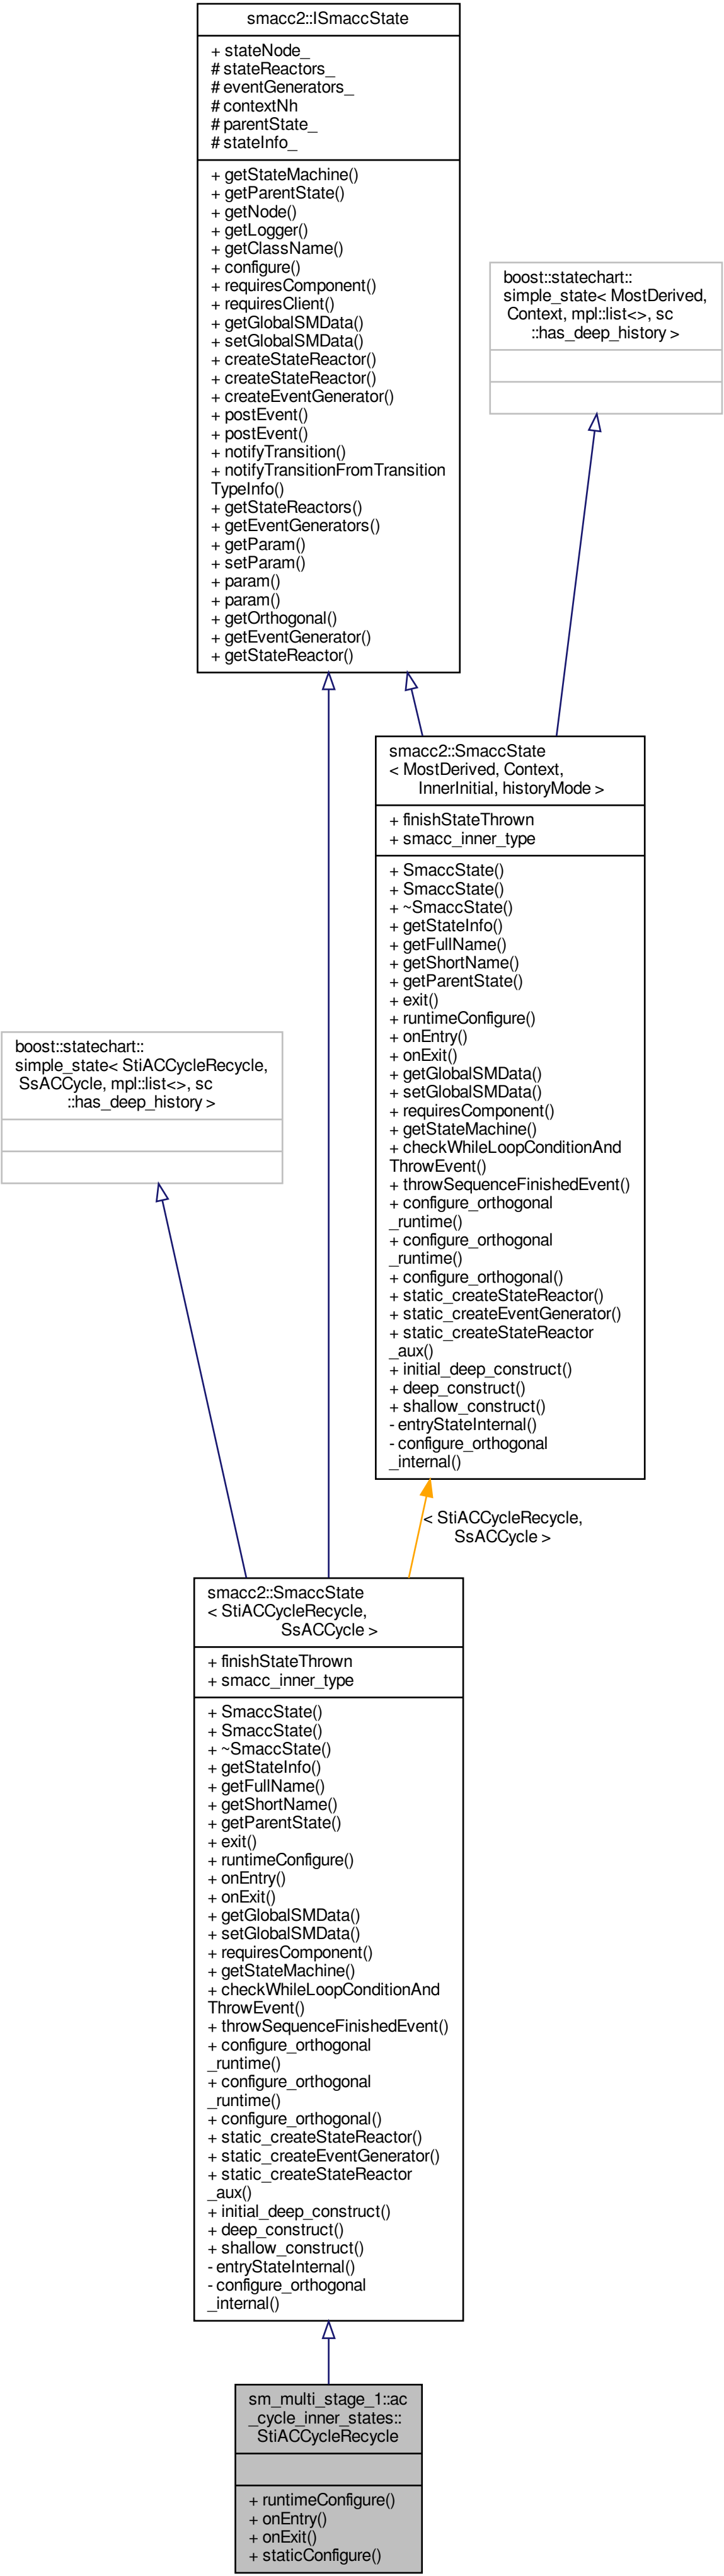 smacc2::ISmaccState
+ stateNode_
# stateReactors_
# eventGenerators_
# contextNh
# parentState_
# stateInfo_
+ getStateMachine()
+ getParentState()
+ getNode()
+ getLogger()
+ getClassName()
+ configure()
+ requiresComponent()
+ requiresClient()
+ getGlobalSMData()
+ setGlobalSMData()
+ createStateReactor()
+ createStateReactor()
+ createEventGenerator()
+ postEvent()
+ postEvent()
+ notifyTransition()
+ notifyTransitionFromTransition
TypeInfo()
+ getStateReactors()
+ getEventGenerators()
+ getParam()
+ setParam()
+ param()
+ param()
+ getOrthogonal()
+ getEventGenerator()
+ getStateReactor()
boost::statechart::
simple_state< MostDerived,
Context, mpl::list<>, sc
::has_deep_history >
smacc2::SmaccState
< MostDerived, Context,
InnerInitial, historyMode >
+ finishStateThrown
+ smacc_inner_type
+ SmaccState()
+ SmaccState()
+ ~SmaccState()
+ getStateInfo()
+ getFullName()
+ getShortName()
+ getParentState()
+ exit()
+ runtimeConfigure()
+ onEntry()
+ onExit()
+ getGlobalSMData()
+ setGlobalSMData()
+ requiresComponent()
+ getStateMachine()
+ checkWhileLoopConditionAnd
ThrowEvent()
+ throwSequenceFinishedEvent()
+ configure_orthogonal
_runtime()
+ configure_orthogonal
_runtime()
+ configure_orthogonal()
+ static_createStateReactor()
+ static_createEventGenerator()
+ static_createStateReactor
_aux()
+ initial_deep_construct()
+ deep_construct()
+ shallow_construct()
- entryStateInternal()
- configure_orthogonal
_internal()
boost::statechart::
simple_state< StiACCycleRecycle,
SsACCycle, mpl::list<>, sc
::has_deep_history >
< StiACCycleRecycle,
SsACCycle >
smacc2::SmaccState
< StiACCycleRecycle,
SsACCycle >
+ finishStateThrown
+ smacc_inner_type
+ SmaccState()
+ SmaccState()
+ ~SmaccState()
+ getStateInfo()
+ getFullName()
+ getShortName()
+ getParentState()
+ exit()
+ runtimeConfigure()
+ onEntry()
+ onExit()
+ getGlobalSMData()
+ setGlobalSMData()
+ requiresComponent()
+ getStateMachine()
+ checkWhileLoopConditionAnd
ThrowEvent()
+ throwSequenceFinishedEvent()
+ configure_orthogonal
_runtime()
+ configure_orthogonal
_runtime()
+ configure_orthogonal()
+ static_createStateReactor()
+ static_createEventGenerator()
+ static_createStateReactor
_aux()
+ initial_deep_construct()
+ deep_construct()
+ shallow_construct()
- entryStateInternal()
- configure_orthogonal
_internal()
sm_multi_stage_1::ac
_cycle_inner_states::
StiACCycleRecycle
+ runtimeConfigure()
+ onEntry()
+ onExit()
+ staticConfigure()